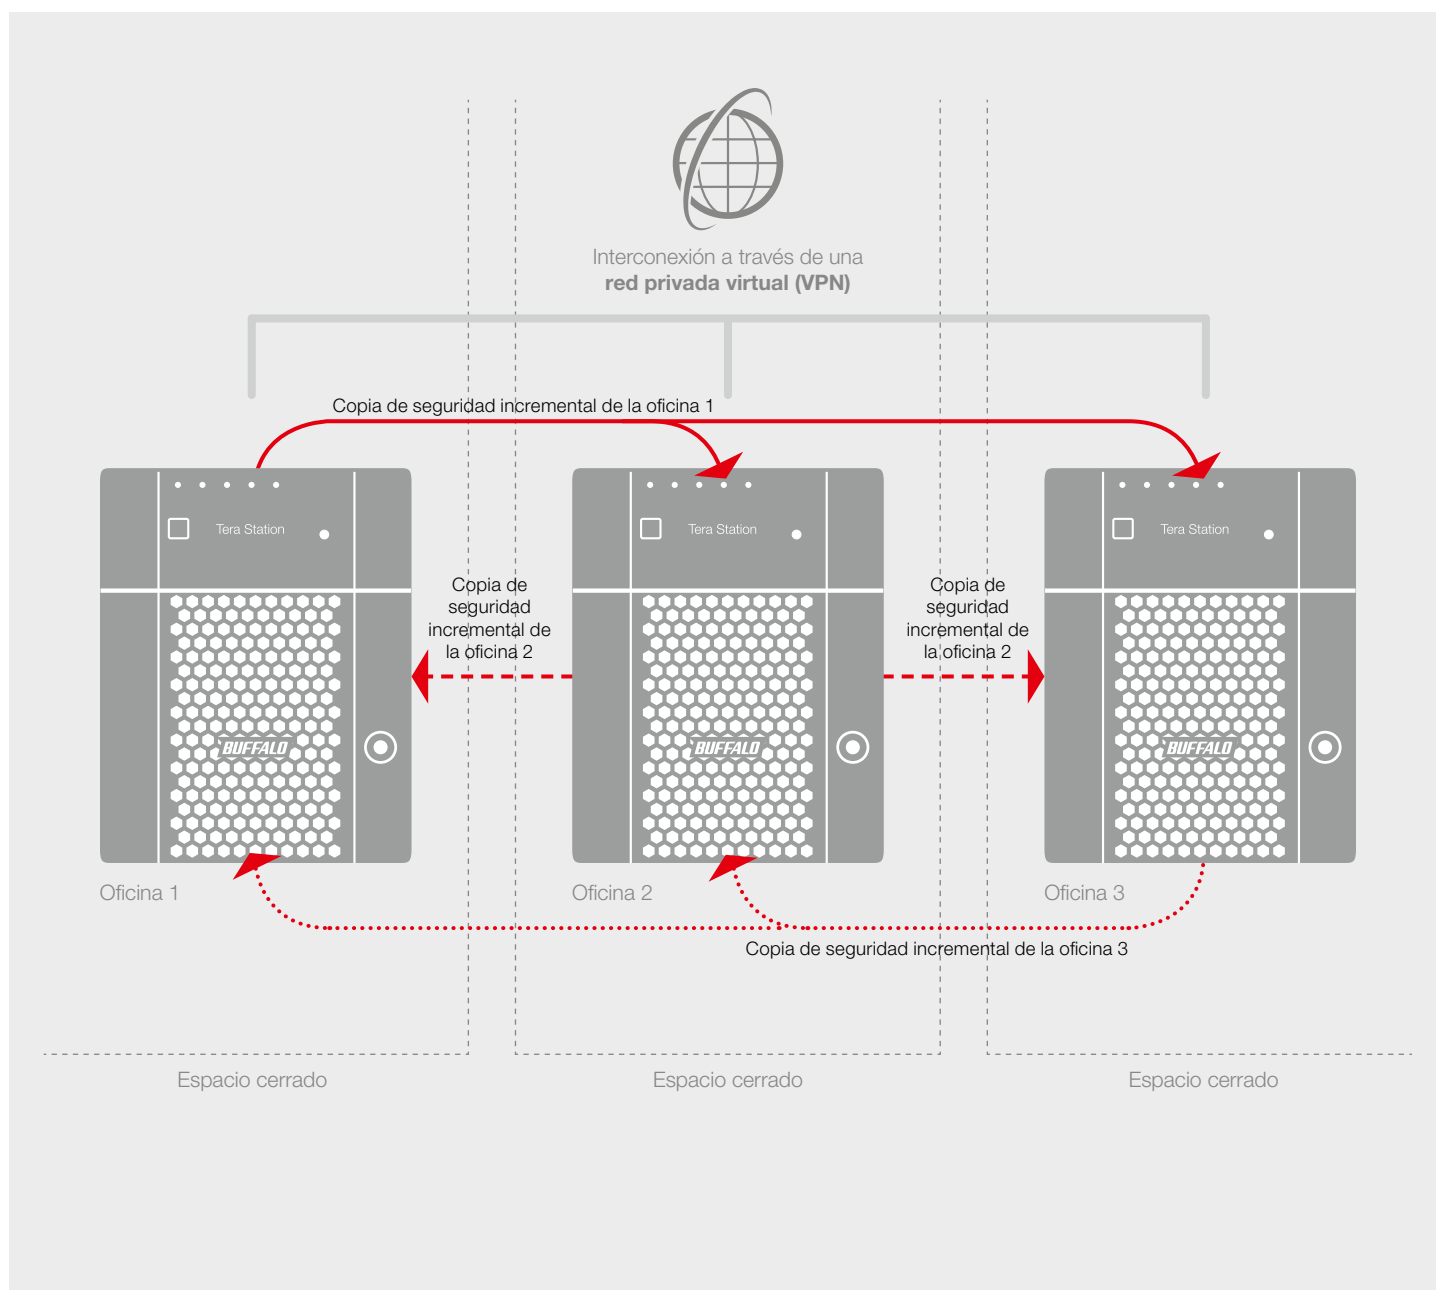 Interconexión a través de una
red privada virtual (VPN)
Copia de seguridad incremental de la oficina 1
Tera Station
Tera Station
Tera Station
Copia de
seguridad
incremental de
la oficina 2
Copia de
seguridad
incremental de
la oficina 2
BUFFALO
BUFFALO
BUFFALO
Oficina 1
Oficina 2
Oficina 3
Copia de seguridad incremental de la oficina 3
Espacio cerrado
Espacio cerrado
Espacio cerrado